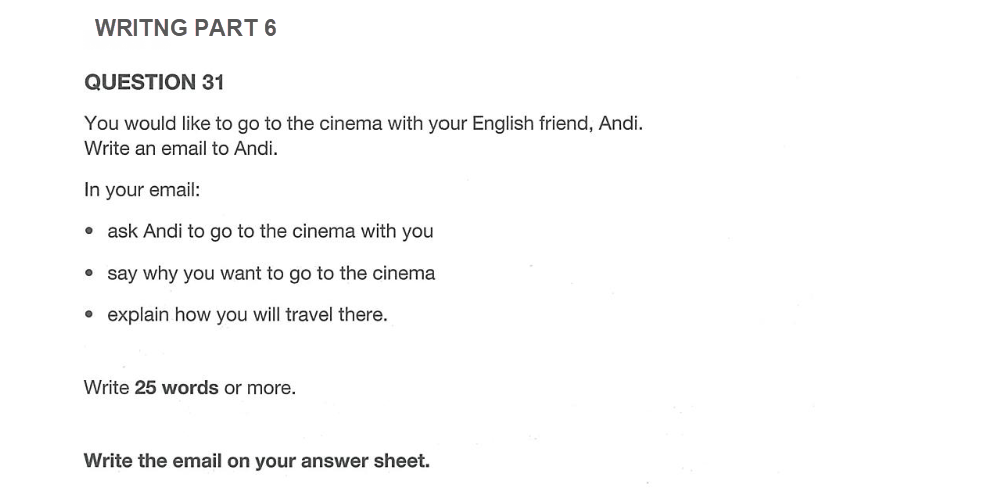 WRITNG PART 6
QUESTION 31
You would like to go to the cinema with your English friend, Andi.
Write an email to Andi.
In your email:
• ask Andi to go to the cinema with you
• say why you want to go to the cinema
• explain how you will travel there.
Write 25 words or more.
Write the email on your answer sheet.